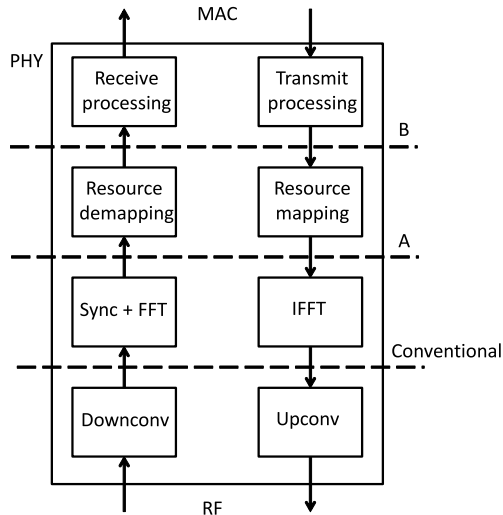 MAC
PHY
Receive
processing
Transmit
processing
B
Resource
demapping
Resource
mapping
A
Sync + FFT
IFFT
Conventional
Downconv
Upconv
RF